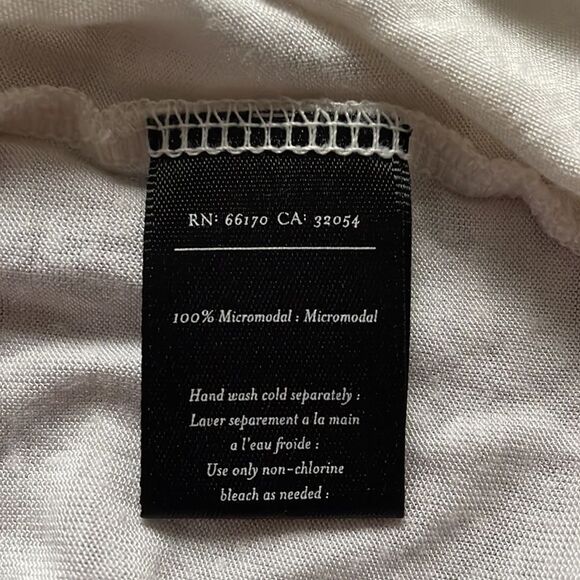 RN: 66170 CA: 32054
100% Micromodal : Micromodal
Hand wash cold separately :
Laver separement a la main
a l'eau froide :
Use only non-chlorine
bleach as needed :